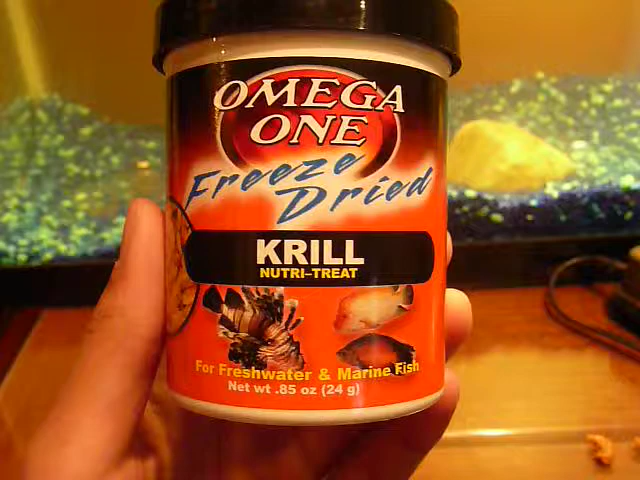 OMEGA
ONE
Freeze
Dried
KRILL
NUTRI-TREAT
For Freshwater & Marine Fish
Net wt .85 oz (24 g)